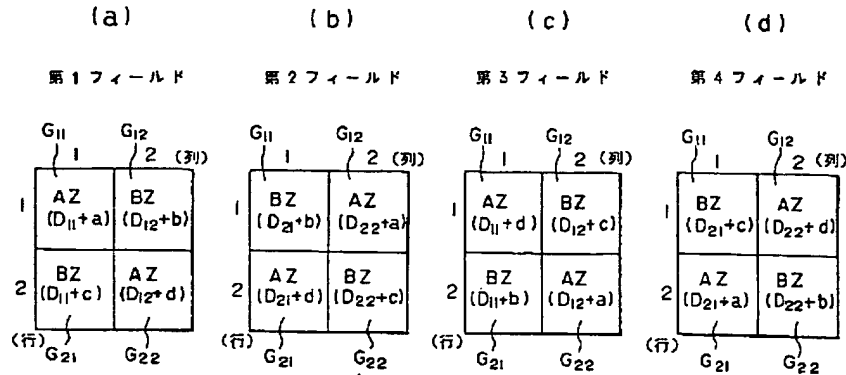 (a) (b) (c) (d)
第1フィールド 第2フィールド 第3フィールド 第4フィールド
G11 G12 G11 G12 G11 G12 G11 G12
1 2 (列) 1 2 (列) 1 2 (列) 1 2 (列)
1 AZ BZ 1 BZ AZ 1 AZ BZ 1 BZ AZ
(D11+a) (D12+b) (D21+b) (D22+a) (D11+d) (D12+c) (D21+c) (D22+d)
2 BZ AZ 2 AZ BZ 2 BZ AZ 2 AZ BZ
(D11+c) (D12+d) (D21+d) (D22+c) (D11+b) (D12+a) (D21+a) (D22+b)
(行) (行) (行) (行)
G21 G22 G21 G22 G21 G22 G21 G22